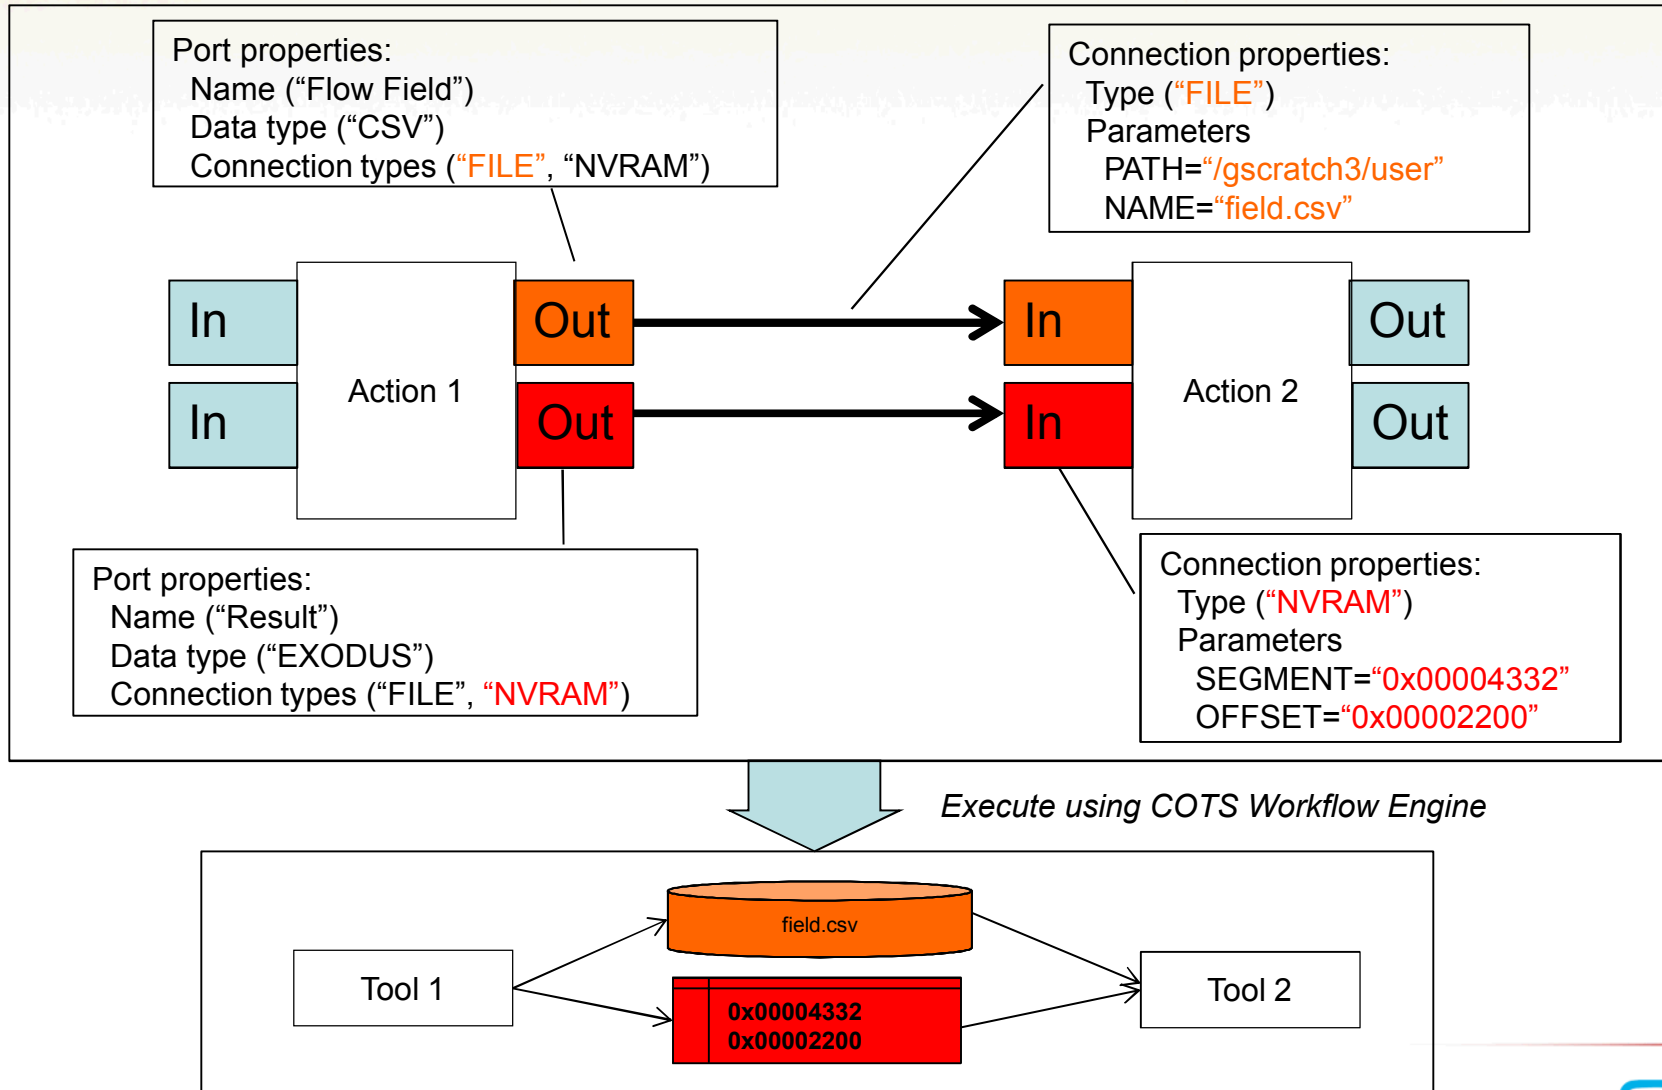 Port properties:
Name (“Flow Field”)
Data type (“CSV”)
Connection types (“FILE”, “NVRAM”)
Connection properties:
Type (“FILE”)
Parameters
PATH=“/gscratch3/user”
NAME=“field.csv”
In
Out
In
Out
Action 1
Action 2
In
Out
In
Out
Port properties:
Name (“Result”)
Data type (“EXODUS”)
Connection types (“FILE”, “NVRAM”)
Connection properties:
Type (“NVRAM”)
Parameters
SEGMENT=“0x00004332”
OFFSET=“0x00002200”
Execute using COTS Workflow Engine
field.csv
Tool 1
Tool 2
0x00004332
0x00002200